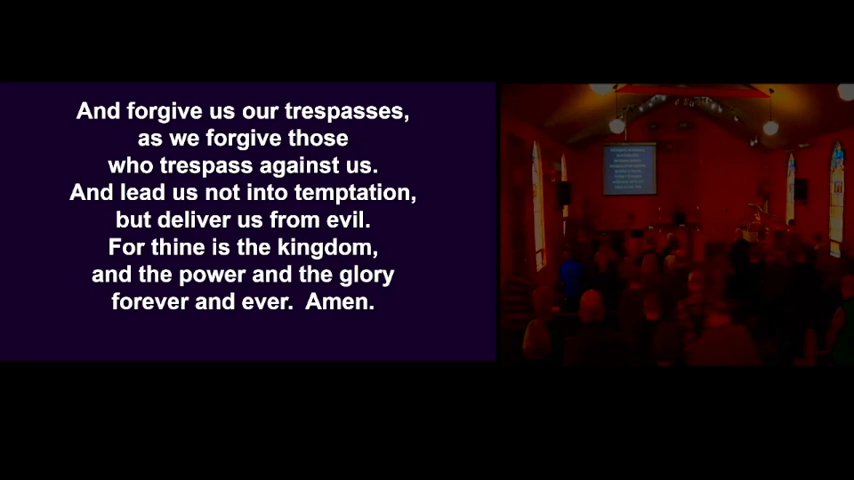 And forgive us our trespasses,
as we forgive those
who trespass against us.
And lead us not into temptation,
but deliver us from evil.
For thine is the kingdom,
and the power and the glory
forever and ever.  Amen.